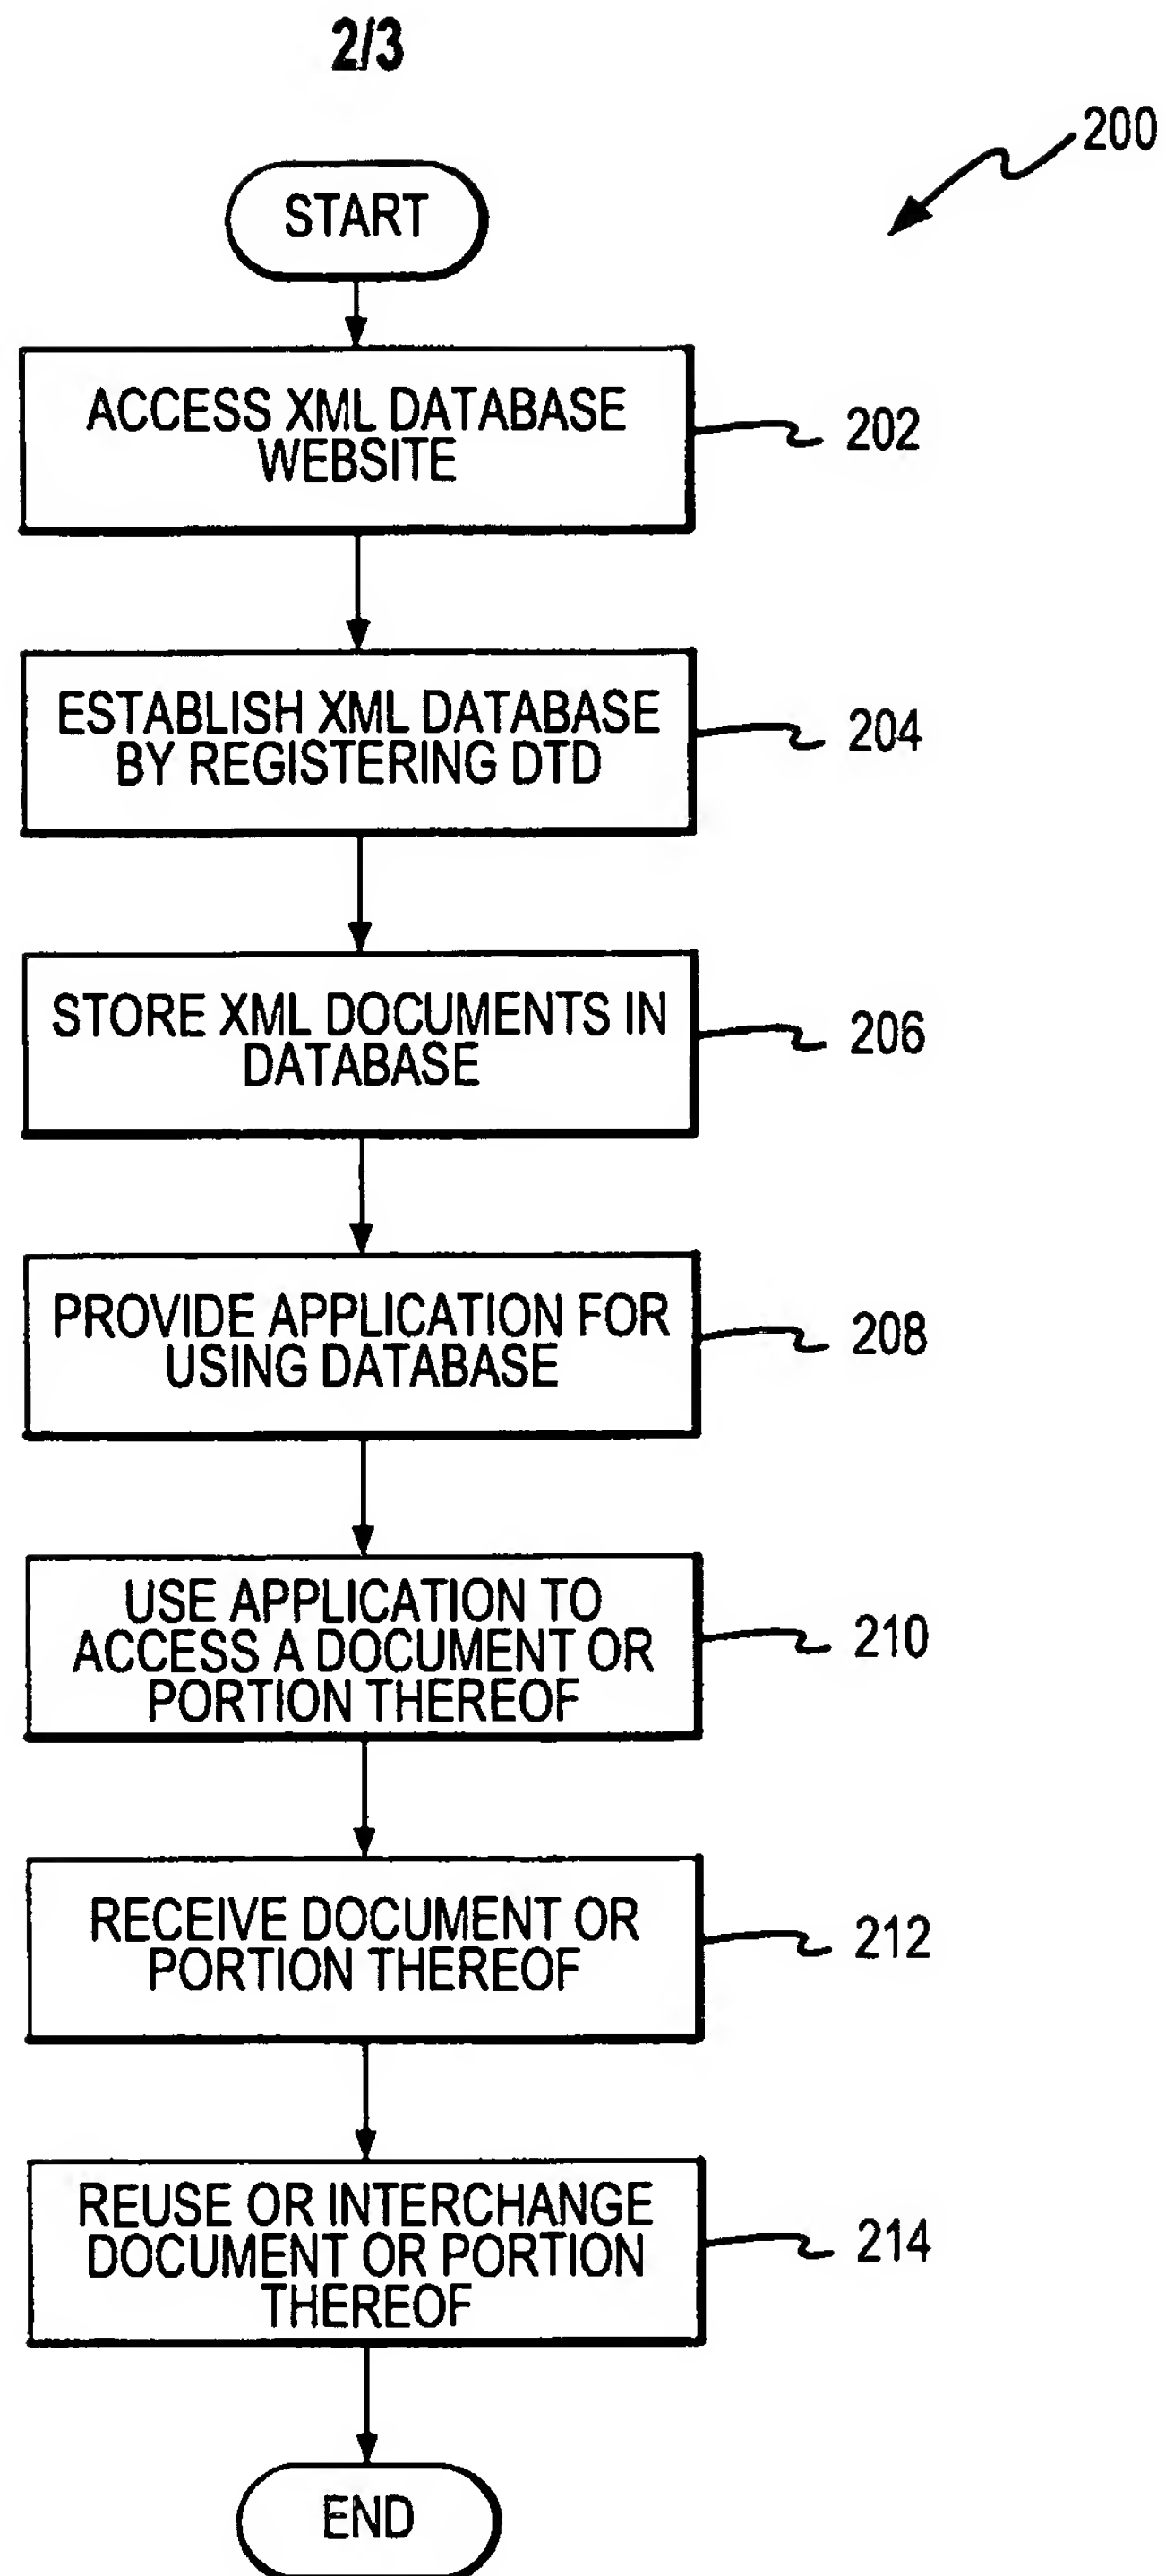 2/3
200
START
ACCESS XML DATABASE
WEBSITE
202
ESTABLISH XML DATABASE
BY REGISTERING DTD
204
STORE XML DOCUMENTS IN
DATABASE
206
PROVIDE APPLICATION FOR
USING DATABASE
208
USE APPLICATION TO
ACCESS A DOCUMENT OR
PORTION THEREOF
210
RECEIVE DOCUMENT OR
PORTION THEREOF
212
REUSE OR INTERCHANGE
DOCUMENT OR PORTION
THEREOF
214
END